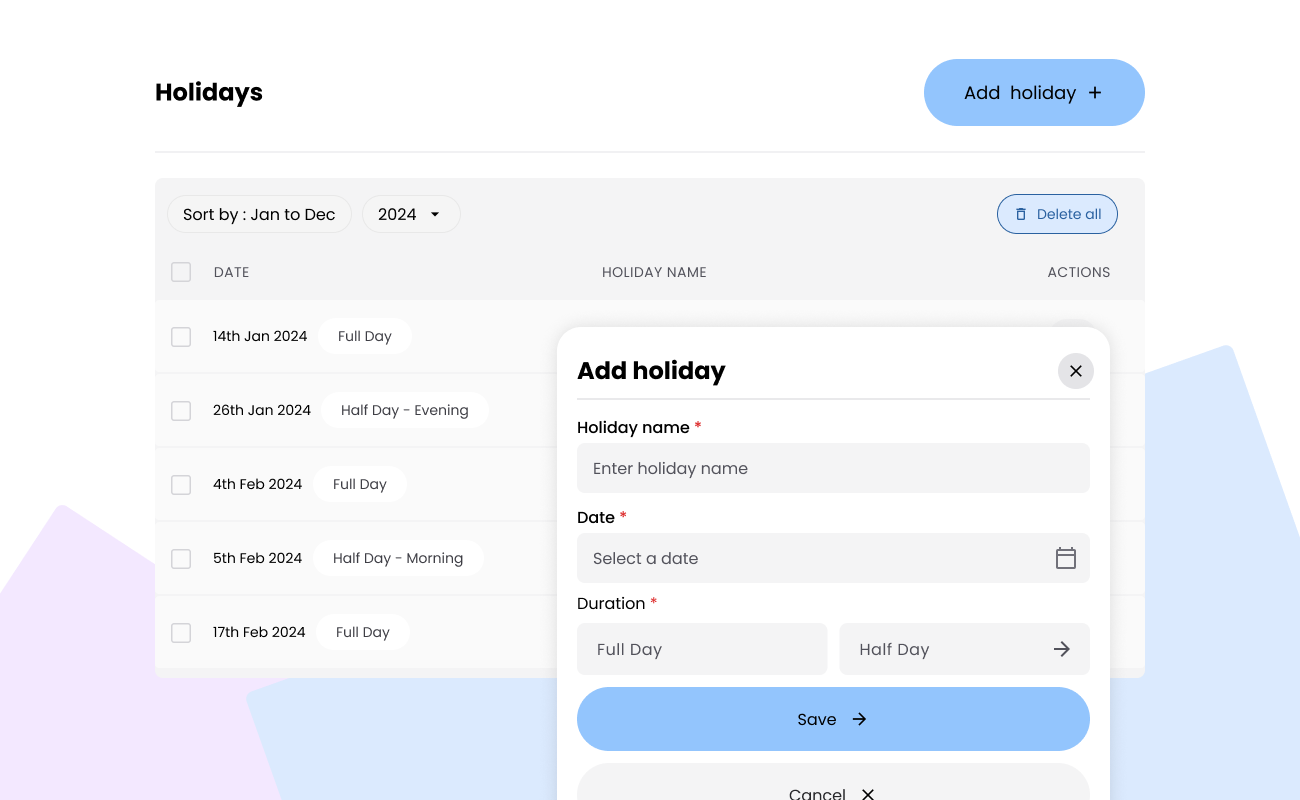 Holidays
Add holiday +
Sort by : Jan to Dec
2024
Delete all
DATE HOLIDAY NAME ACTIONS
14th Jan 2024 Full Day
26th Jan 2024 Half Day - Evening
4th Feb 2024 Full Day
5th Feb 2024 Half Day - Morning
17th Feb 2024 Full Day
Add holiday
Holiday name *
Enter holiday name
Date *
Select a date
Duration *
Full Day
Half Day
Save
Cancel